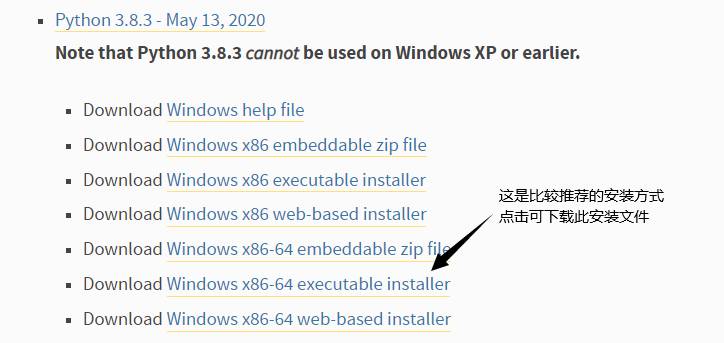 Python 3.8.3 - May 13, 2020
Note that Python 3.8.3 cannot be used on Windows XP or earlier.
Download Windows help file
Download Windows x86 embeddable zip file
Download Windows x86 executable installer
Download Windows x86 web-based installer
Download Windows x86-64 embeddable zip file
Download Windows x86-64 executable installer
Download Windows x86-64 web-based installer
这是比较推荐的安装方式
点击可下载此安装文件